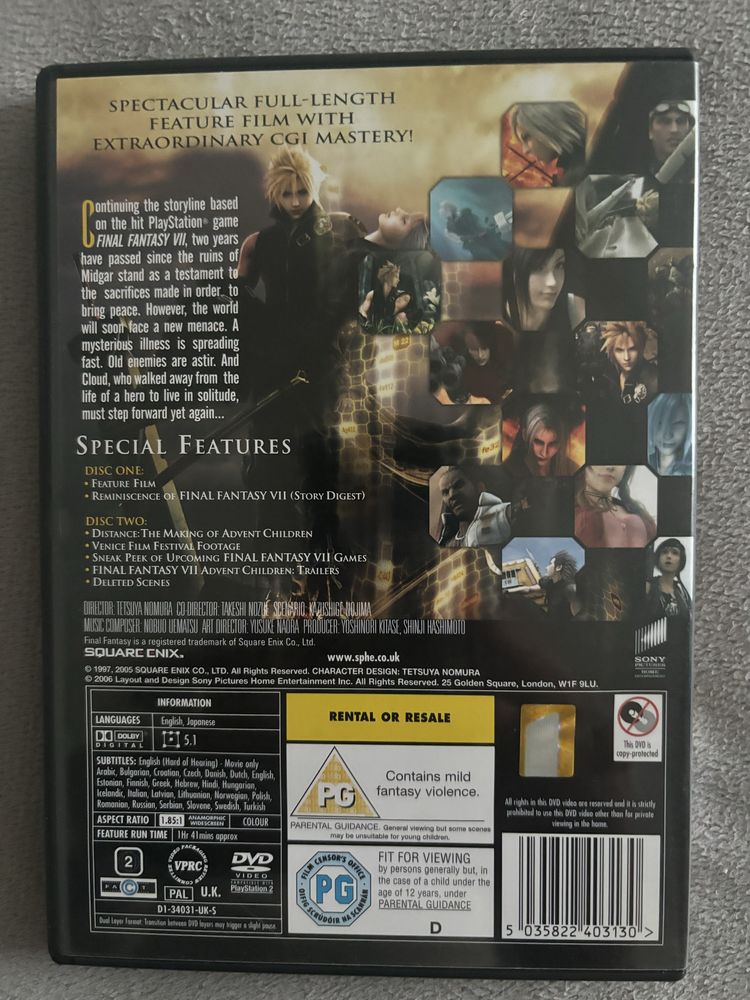 SPECTACULAR FULL-LENGTH
FEATURE FILM WITH
EXTRAORDINARY CGI MASTERY!
Continuing the storyline based
on the hit PlayStation® game
FINAL FANTASY VII, two years
have passed since the ruins of
Midgar stand as a testament to
the sacrifices made in order to
bring peace. However, the world
will soon face a new menace. A
mysterious illness is spreading
fast. Old enemies are astir. And
Cloud, who walked away from the
life of a hero to live in solitude,
must step forward yet again...
SPECIAL FEATURES
DISC ONE:
• FEATURE FILM
• REMINISCENCE OF FINAL FANTASY VII (STORY DIGEST)
DISC TWO:
• DISTANCE: THE MAKING OF ADVENT CHILDREN
• VENICE FILM FESTIVAL FOOTAGE
• SNEAK PEEK OF UPCOMING FINAL FANTASY VII GAMES
• FINAL FANTASY VII ADVENT CHILDREN: TRAILERS
• DELETED SCENES
DIRECTOR: TETSUYA NOMURA CO-DIRECTOR: TAKESHI NOZUE SCENARIO: KAZUSHIGE NOJIMA
MUSIC COMPOSER: NOBUO UEMATSU ART DIRECTOR: YUSUKE NAORA PRODUCER: YOSHINORI KITASE, SHINJI HASHIMOTO
Final Fantasy is a registered trademark of Square Enix Co., Ltd.
SQUARE ENIX.
www.sphe.co.uk
SONY
PICTURES
HOME
ENTERTAINMENT
© 1997, 2005 SQUARE ENIX CO., LTD. All Rights Reserved. CHARACTER DESIGN: TETSUYA NOMURA
© 2006 Layout and Design Sony Pictures Home Entertainment Inc. All Rights Reserved. 25 Golden Square, London, W1F 9LU.
INFORMATION
LANGUAGES English, Japanese
DOLBY
DIGITAL
5.1
SUBTITLES: English (Hard of Hearing) - Movie only
Arabic, Bulgarian, Croatian, Czech, Danish, Dutch, English,
Estonian, Finnish, Greek, Hebrew, Hindi, Hungarian,
Icelandic, Italian, Latvian, Lithuanian, Norwegian, Polish,
Romanian, Russian, Serbian, Slovene, Swedish, Turkish
ASPECT RATIO 1.85:1 ANAMORPHIC WIDESCREEN COLOUR
FEATURE RUN TIME 1Hr 41mins approx
2
FACT
VIDEO PACKAGING REVIEW COMMITTEE
VPRC
PAL
U.K.
DVD
VIDEO
COMPATIBLE WITH
PlayStation 2
D1-34031-UK-S
Dual Layer Format: Transition between DVD layers may trigger a slight pause.
RENTAL OR RESALE
PG
Contains mild
fantasy violence.
PARENTAL GUIDANCE. General viewing but some scenes
may be unsuitable for young children.
FILM CENSOR'S OFFICE
PG
OIFIG SCRÚDÓIR NA SCANNÁN
FIT FOR VIEWING
by persons generally but, in
the case of a child under the
age of 12 years, under
PARENTAL GUIDANCE
D
This DVD is
copy-protected
All rights in this DVD video are reserved and it is strictly
prohibited to use this DVD video other than for private
viewing in the home.
5 035822 403130 >